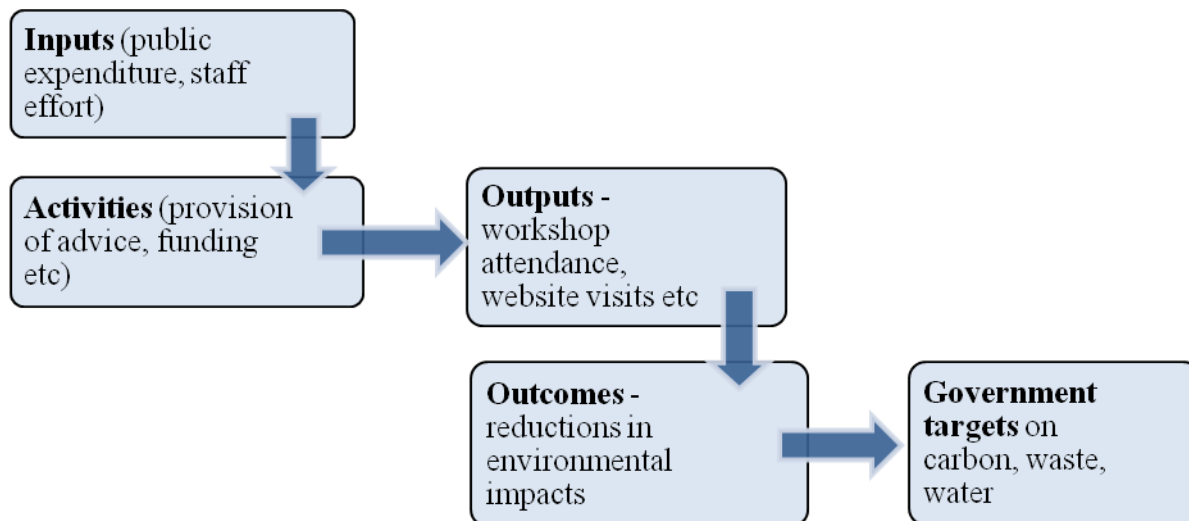 Inputs (public
expenditure, staff
effort)
Activities (provision
of advice, funding
etc)
Outputs -
workshop
attendance,
website visits etc
Outcomes -
reductions in
environmental
impacts
Government
targets on
carbon, waste,
water